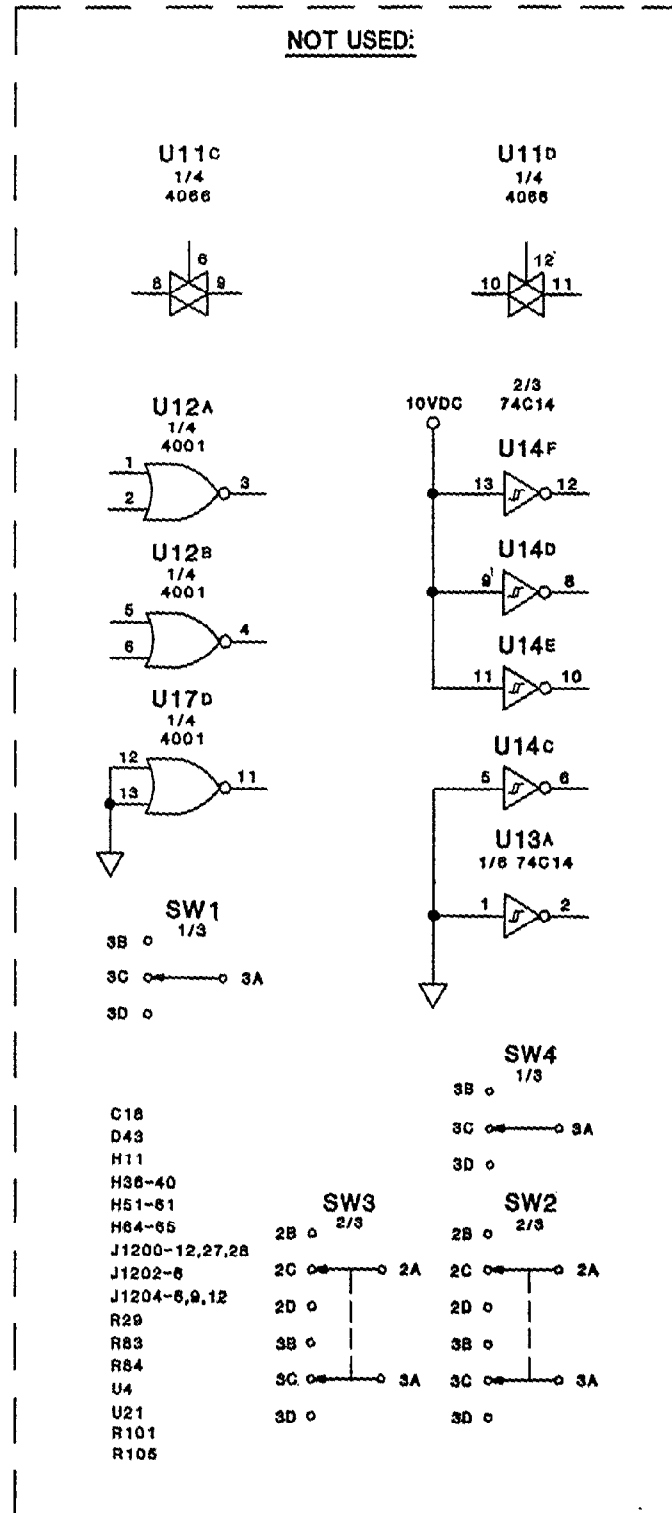 NOT USED:
U11C
1/4
4066
6
8
9
U11D
1/4
4066
12
10
11
U12A
1/4
4001
1
2
3
U12B
1/4
4001
5
6
4
U17D
1/4
4001
12
13
11
10VDC
2/3
74C14
U14F
13
12
U14D
9
8
U14E
11
10
U14C
5
6
U13A
1/6 74C14
1
2
SW1
1/3
3B
3C
3A
3D
SW4
1/3
3B
3C
3A
3D
C18
D43
H11
H36-40
H51-61
H64-65
J1200-12,27,28
J1202-6
J1204-6,9,12
R29
R83
R84
U4
U21
R101
R105
SW3
2/3
2B
2C
2A
2D
3B
3C
3A
3D
SW2
2/3
2B
2C
2A
2D
3B
3C
3A
3D